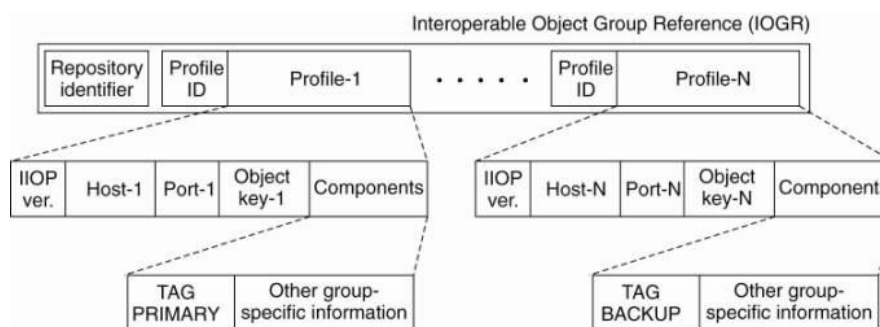 Interoperable Object Group Reference (IOGR)
Repository identifier
Profile ID
Profile-1
Profile ID
Profile-N
IIOP ver.
Host-1
Port-1
Object key-1
Components
IIOP ver.
Host-N
Port-N
Object key-N
Component
TAG PRIMARY
Other group-specific information
TAG BACKUP
Other group-specific information